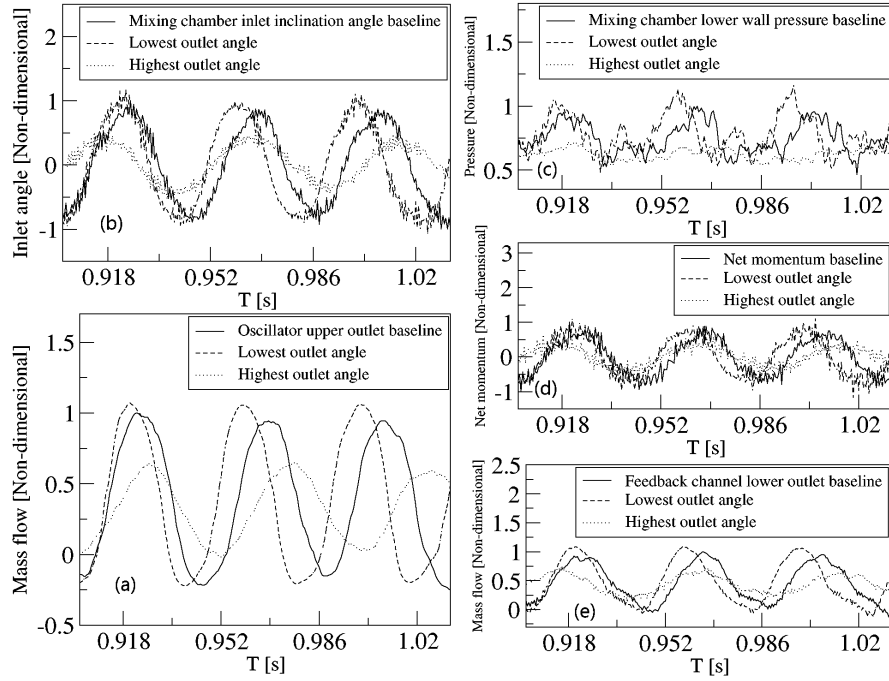 Mixing chamber inlet inclination angle baseline
Lowest outlet angle
Highest outlet angle
Inlet angle [Non-dimensional]
2
1
0
-1
(b)
0.918 0.952 0.986 1.02
T [s]
Oscillator upper outlet baseline
Lowest outlet angle
Highest outlet angle
Mass flow [Non-dimensional]
1.5
1
0.5
0
-0.5
(a)
0.918 0.952 0.986 1.02
T [s]
Mixing chamber lower wall pressure baseline
Lowest outlet angle
Highest outlet angle
Pressure [Non-dimensional]
1.5
1
0.5
(c)
0.918 0.952 0.986 1.02
T [s]
Net momentum baseline
Lowest outlet angle
Highest outlet angle
Net momentum [Non-dimensional]
3
2
1
0
-1
(d)
0.918 0.952 0.986 1.02
T [s]
Feedback channel lower outlet baseline
Lowest outlet angle
Highest outlet angle
Mass flow [Non-dimensional]
2.5
2
1.5
1
0.5
0
(e)
0.918 0.952 0.986 1.02
T [s]